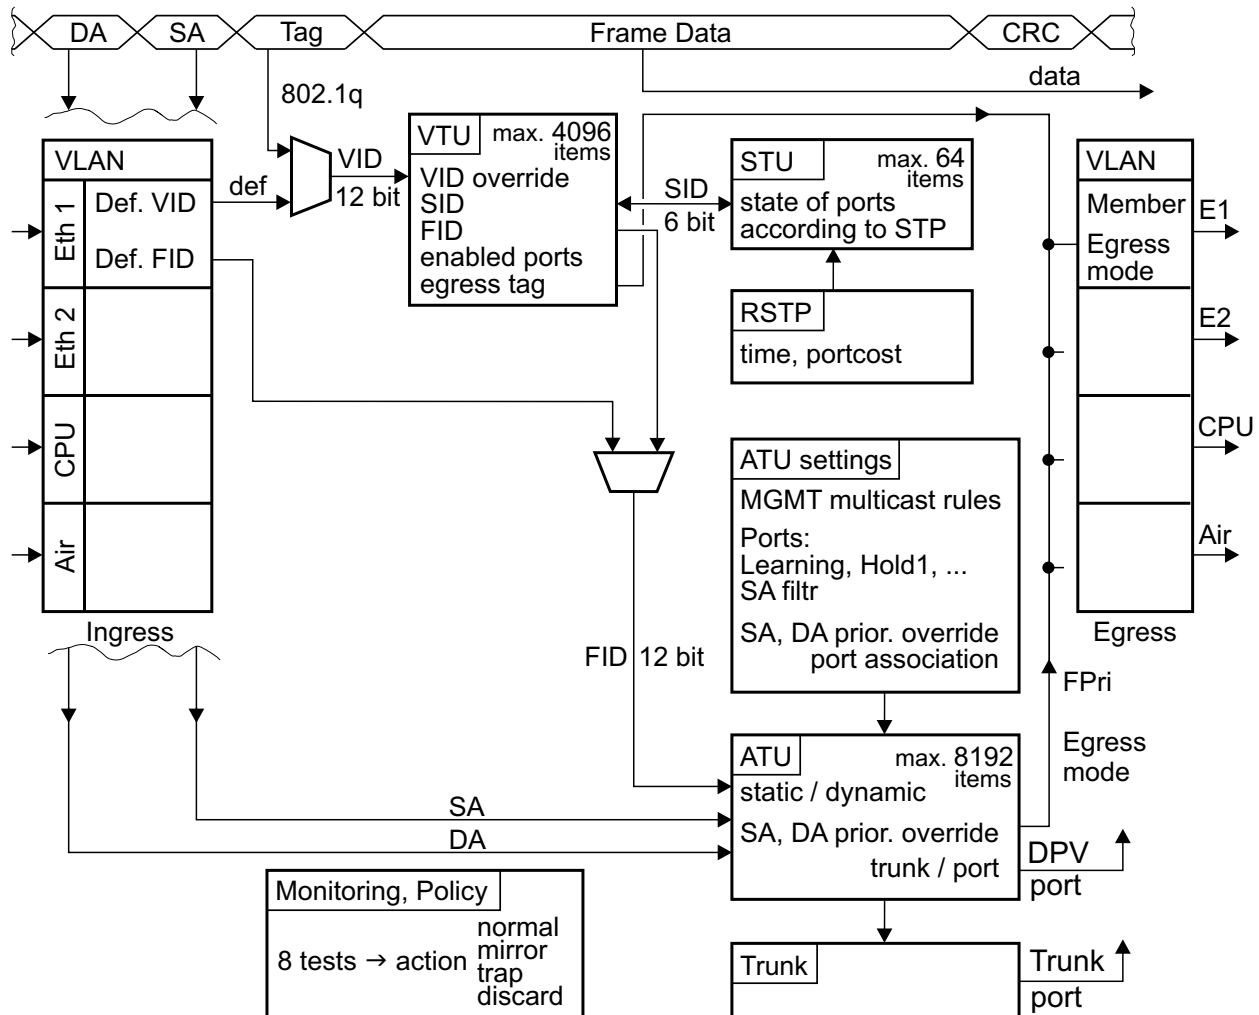 DA
SA
Tag
Frame Data
CRC
data
802.1q
VLAN
Eth 1
Def. VID
Def. FID
Eth 2
CPU
Air
Ingress
def
VID
12 bit
VTU
max. 4096
items
VID override
SID
FID
enabled ports
egress tag
SID
6 bit
STU
max. 64
items
state of ports
according to STP
RSTP
time, portcost
VLAN
Member
Egress
mode
E1
E2
CPU
Air
Egress
ATU settings
MGMT multicast rules
Ports:
Learning, Hold1, ...
SA filtr
SA, DA prior. override
port association
FID 12 bit
FPri
Egress
mode
ATU
max. 8192
items
static / dynamic
SA, DA prior. override
trunk / port
SA
DA
DPV
port
Monitoring, Policy
8 tests → action
normal
mirror
trap
discard
Trunk
Trunk
port